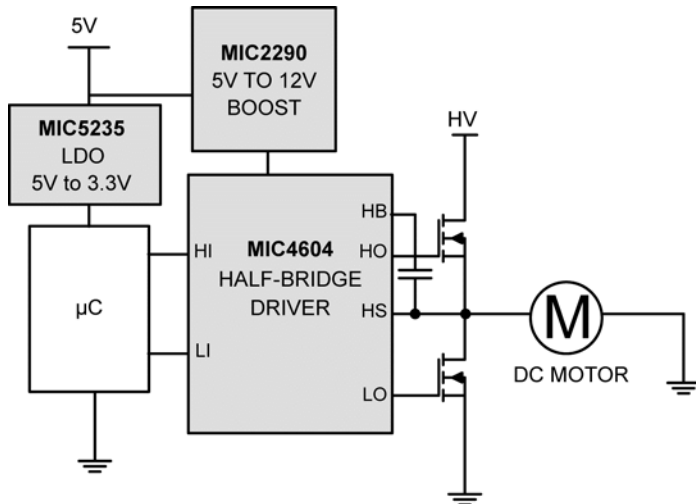 5V
MIC2290
5V TO 12V
BOOST
MIC5235
LDO
5V to 3.3V
HV
µC
HI
LI
MIC4604
HALF-BRIDGE
DRIVER
HB
HO
HS
LO
M
DC MOTOR